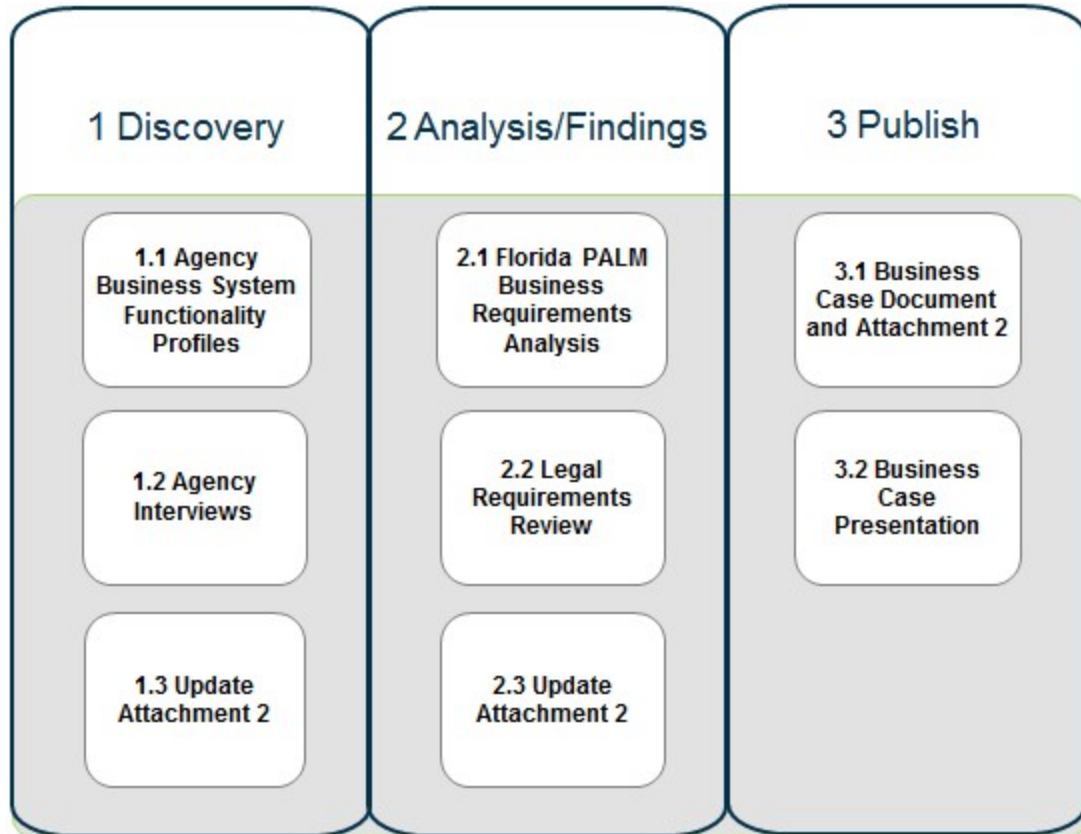 1 Discovery
2 Analysis/Findings
3 Publish
1.1 Agency
Business System
Functionality
Profiles
2.1 Florida PALM
Business
Requirements
Analysis
3.1 Business
Case Document
and Attachment 2
1.2 Agency
Interviews
2.2 Legal
Requirements
Review
3.2 Business
Case
Presentation
1.3 Update
Attachment 2
2.3 Update
Attachment 2